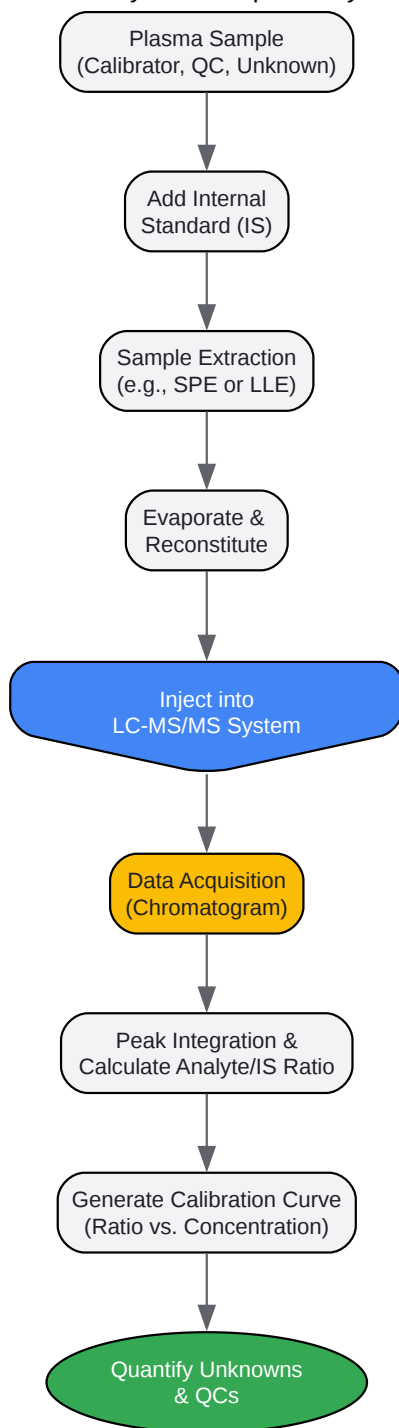 Plasma Sample
(Calibrator, QC, Unknown)
Add Internal
Standard (IS)
Sample Extraction
(e.g., SPE or LLE)
Evaporate &
Reconstitute
Inject into
LC-MS/MS System
Data Acquisition
(Chromatogram)
Peak Integration &
Calculate Analyte/IS Ratio
Generate Calibration Curve
(Ratio vs. Concentration)
Quantify Unknowns
& QCs